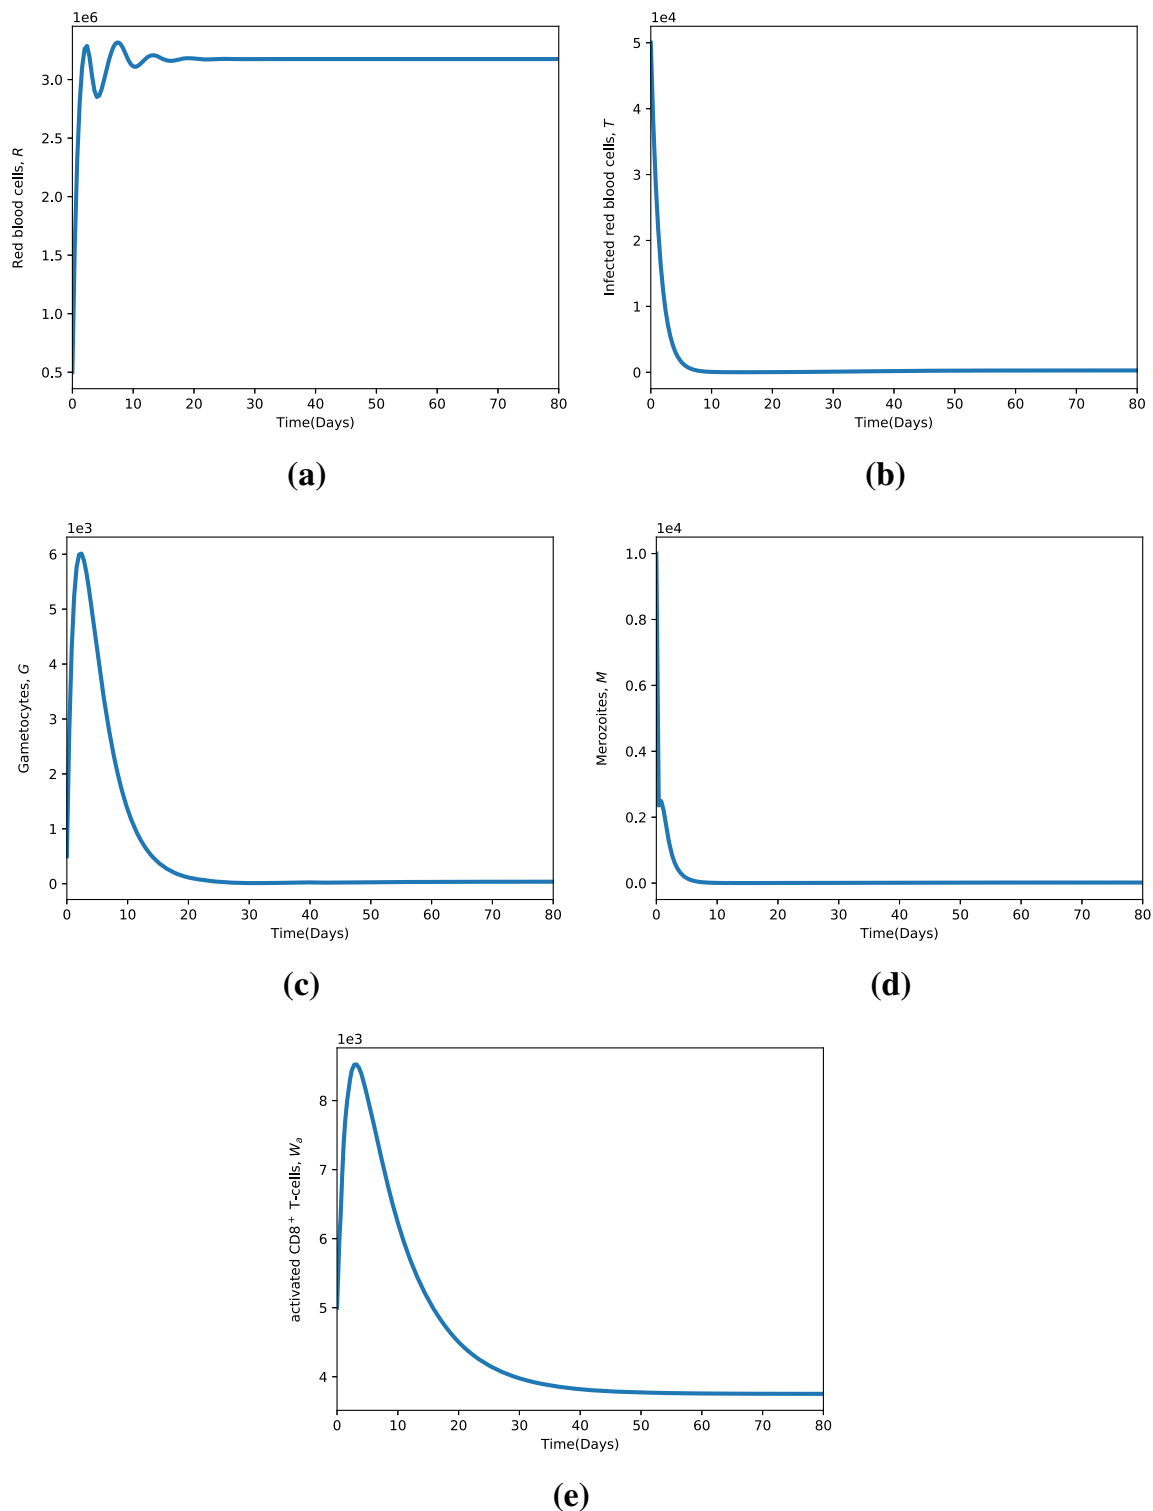 1e6
Red blood cells, R
3.0
2.5
2.0
1.5
1.0
0.5
0 10 20 30 40 50 60 70 80
Time(Days)
(a)
1e4
Infected red blood cells, T
5
4
3
2
1
0
0 10 20 30 40 50 60 70 80
Time(Days)
(b)
1e3
Gametocytes, G
6
5
4
3
2
1
0
0 10 20 30 40 50 60 70 80
Time(Days)
(c)
1e4
Merozoites, M
1.0
0.8
0.6
0.4
0.2
0.0
0 10 20 30 40 50 60 70 80
Time(Days)
(d)
1e3
activated CD8⁺ T-cells, Wₐ
8
7
6
5
4
0 10 20 30 40 50 60 70 80
Time(Days)
(e)